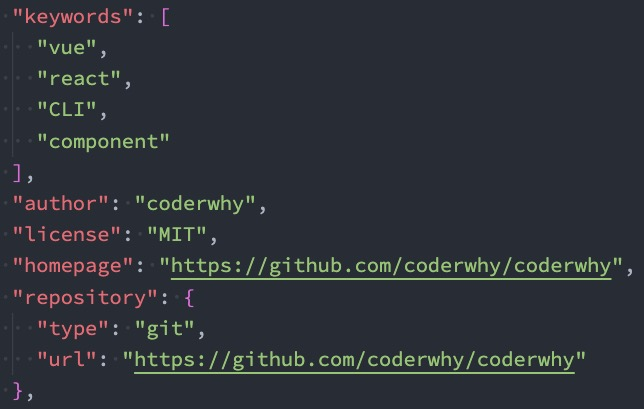 "keywords": [
"vue",
"react",
"CLI",
"component"
],
"author": "coderwhy",
"license": "MIT",
"homepage": "https://github.com/coderwhy/coderwhy",
"repository": {
"type": "git",
"url": "https://github.com/coderwhy/coderwhy"
},